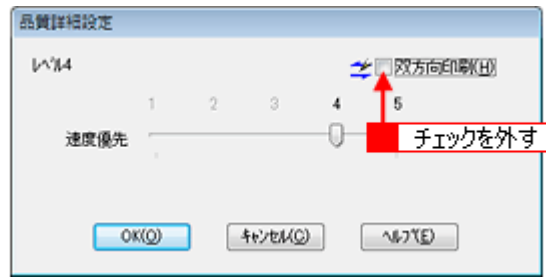 品質詳細設定
ﾚﾍﾞﾙ4
双方向印刷(H)
1 2 3 4 5
速度優先
チェックを外す
OK(O) ｷｬﾝｾﾙ(C) ﾍﾙﾌﾟ(E)